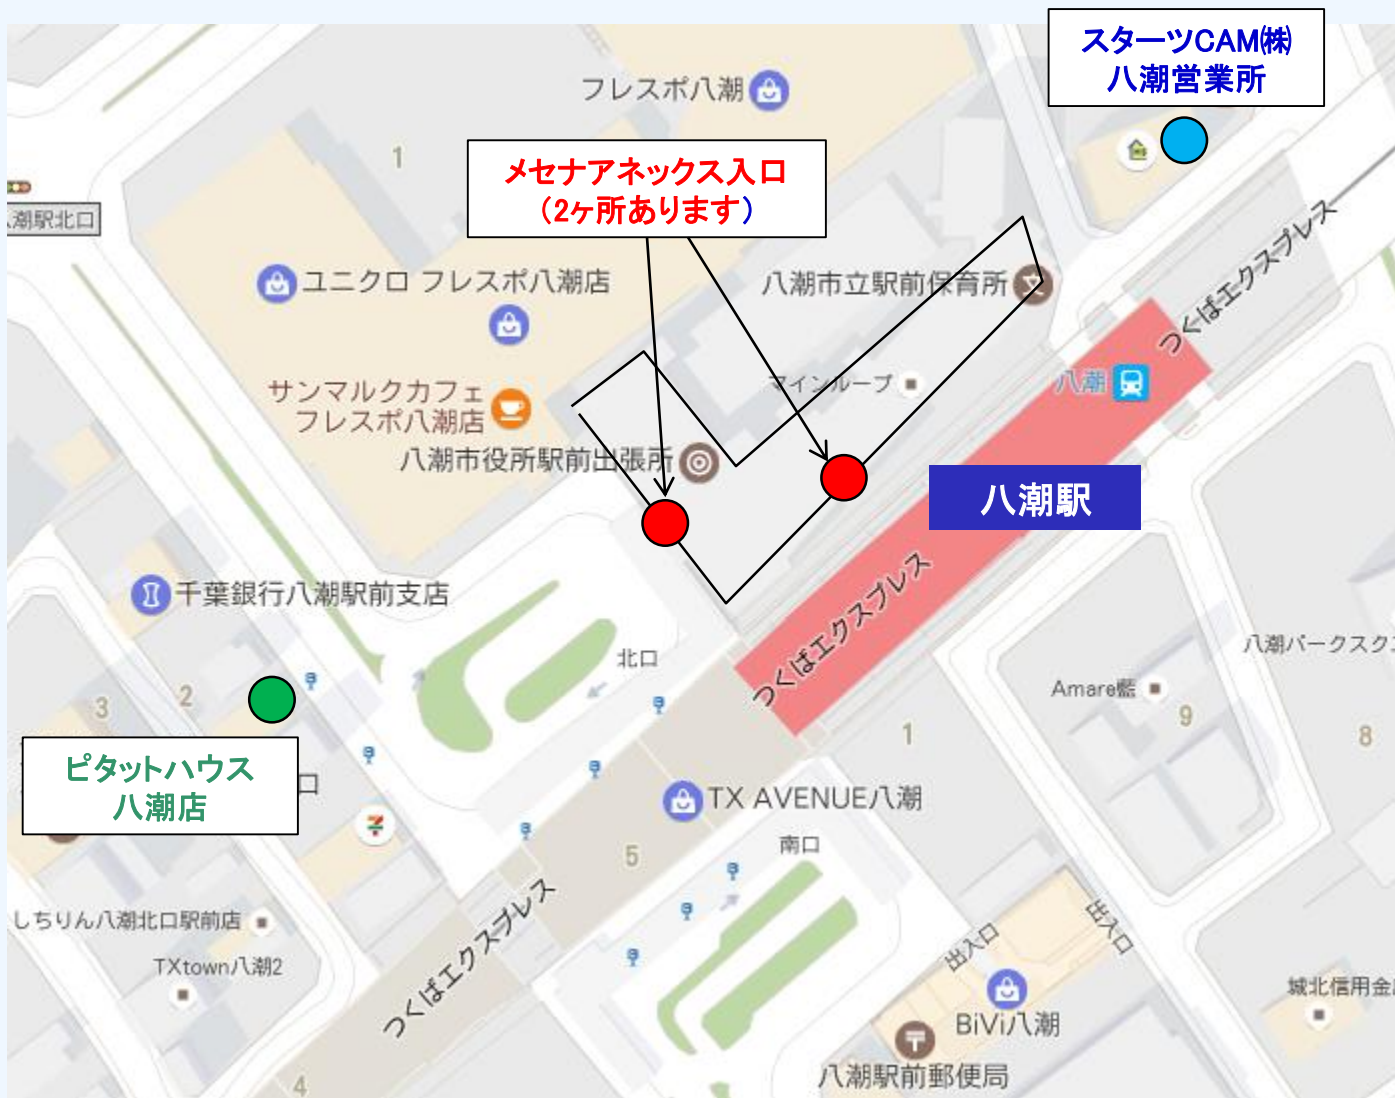 スターツCAM㈱
八潮営業所
フレスポ八潮
1
メセナアネックス入口
（2ヶ所あります）
潮駅北口
ユニクロ フレスポ八潮店
八潮市立駅前保育所
つくばエクスプレス
サンマルクカフェ
フレスポ八潮店
マインループ
八潮
八潮市役所駅前出張所
八潮駅
千葉銀行八潮駅前支店
つくばエクスプレス
北口
八潮パークスクエ
Amare藍
3
2
9
8
1
ピタットハウス
八潮店
口
TX AVENUE八潮
南口
5
しちりん八潮北口駅前店
TXtown八潮2
つくばエクスプレス
出入口
出入口
城北信用金
BiVi八潮
八潮駅前郵便局
4